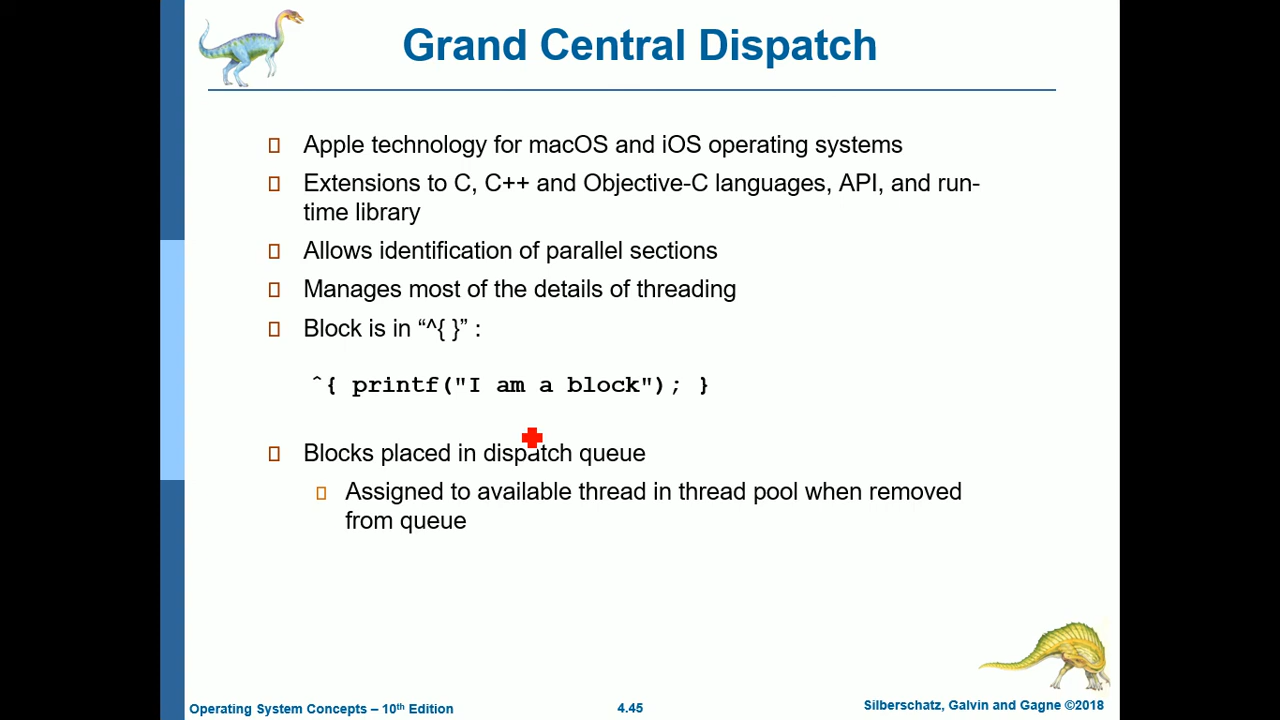 Grand Central Dispatch
Apple technology for macOS and iOS operating systems
Extensions to C, C++ and Objective-C languages, API, and run-
time library
Allows identification of parallel sections
Manages most of the details of threading
Block is in “^{ }” :
ˆ{ printf("I am a block"); }
Blocks placed in dispatch queue
Assigned to available thread in thread pool when removed
from queue
Operating System Concepts – 10th Edition
4.45
Silberschatz, Galvin and Gagne ©2018